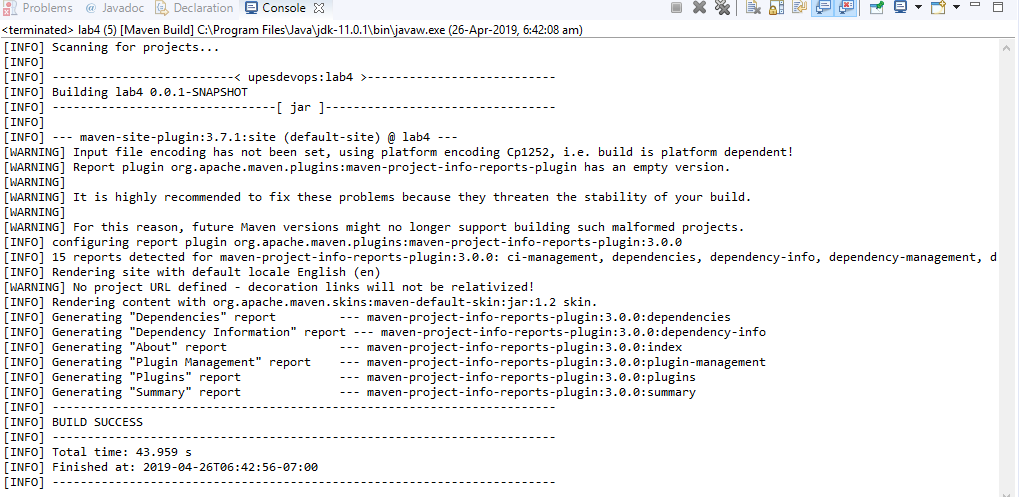 Problems @ Javadoc Declaration Console
<terminated> lab4 (5) [Maven Build] C:\Program Files\Java\jdk-11.0.1\bin\javaw.exe (26-Apr-2019, 6:42:08 am)
[INFO] Scanning for projects...
[INFO]
[INFO] --------------------------< upesdevops:lab4 >---------------------------
[INFO] Building lab4 0.0.1-SNAPSHOT
[INFO] --------------------------------[ jar ]---------------------------------
[INFO]
[INFO] --- maven-site-plugin:3.7.1:site (default-site) @ lab4 ---
[WARNING] Input file encoding has not been set, using platform encoding Cp1252, i.e. build is platform dependent!
[WARNING] Report plugin org.apache.maven.plugins:maven-project-info-reports-plugin has an empty version.
[WARNING]
[WARNING] It is highly recommended to fix these problems because they threaten the stability of your build.
[WARNING]
[WARNING] For this reason, future Maven versions might no longer support building such malformed projects.
[INFO] configuring report plugin org.apache.maven.plugins:maven-project-info-reports-plugin:3.0.0
[INFO] 15 reports detected for maven-project-info-reports-plugin:3.0.0: ci-management, dependencies, dependency-info, dependency-management, d
[INFO] Rendering site with default locale English (en)
[WARNING] No project URL defined - decoration links will not be relativized!
[INFO] Rendering content with org.apache.maven.skins:maven-default-skin:jar:1.2 skin.
[INFO] Generating "Dependencies" report         --- maven-project-info-reports-plugin:3.0.0:dependencies
[INFO] Generating "Dependency Information" report --- maven-project-info-reports-plugin:3.0.0:dependency-info
[INFO] Generating "About" report                --- maven-project-info-reports-plugin:3.0.0:index
[INFO] Generating "Plugin Management" report    --- maven-project-info-reports-plugin:3.0.0:plugin-management
[INFO] Generating "Plugins" report              --- maven-project-info-reports-plugin:3.0.0:plugins
[INFO] Generating "Summary" report              --- maven-project-info-reports-plugin:3.0.0:summary
[INFO] ------------------------------------------------------------------------
[INFO] BUILD SUCCESS
[INFO] ------------------------------------------------------------------------
[INFO] Total time: 43.959 s
[INFO] Finished at: 2019-04-26T06:42:56-07:00
[INFO] ------------------------------------------------------------------------